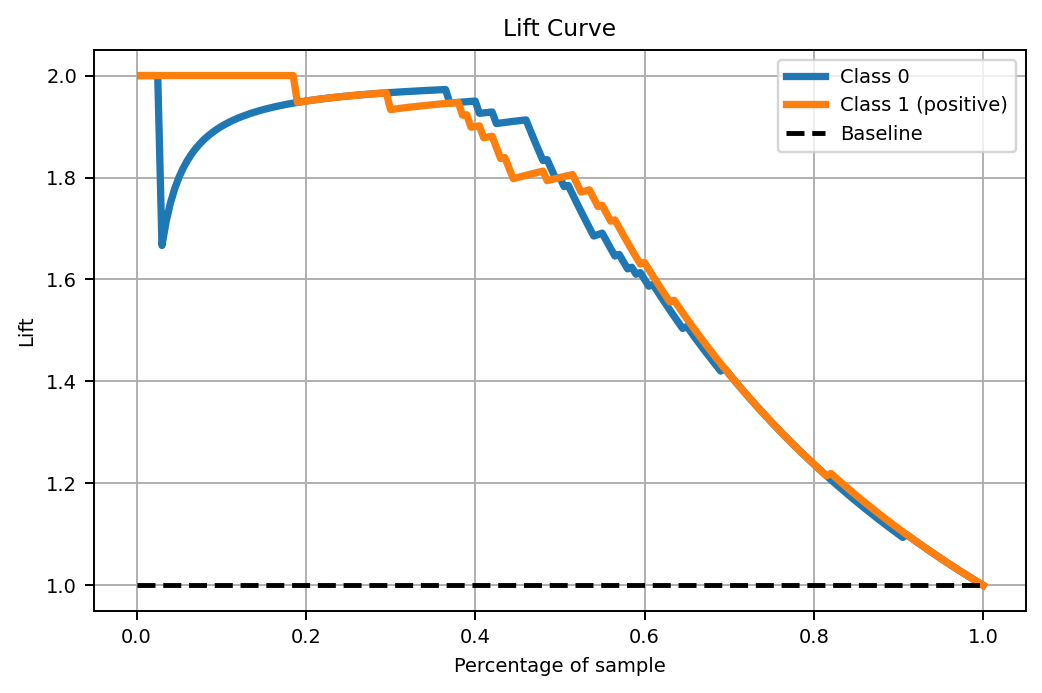 Lift Curve
Lift
2.0
1.8
1.6
1.4
1.2
1.0
Class 0
Class 1 (positive)
Baseline
0.0 0.2 0.4 0.6 0.8 1.0
Percentage of sample